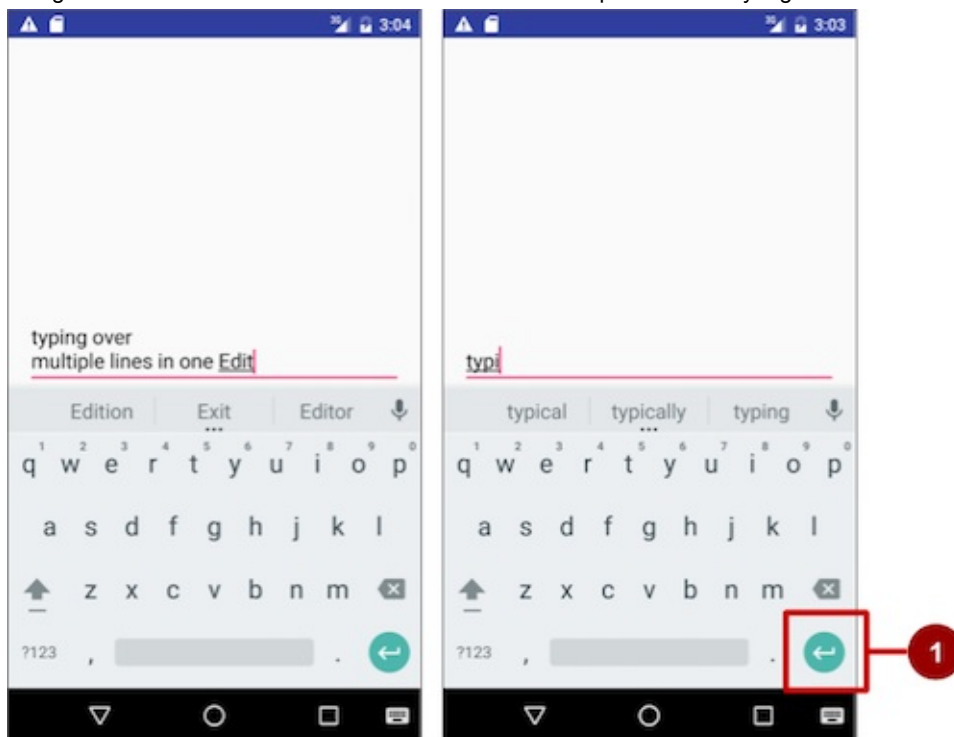 3G 3:04
typing over
multiple lines in one Edit
Edition Exit Editor
1 2 3 4 5 6 7 8 9 0
q w e r t y u i o p
a s d f g h j k l
z x c v b n m
?123 , .
3G 3:03
typi
typical typically typing
1 2 3 4 5 6 7 8 9 0
q w e r t y u i o p
a s d f g h j k l
z x c v b n m
?123 , .
1